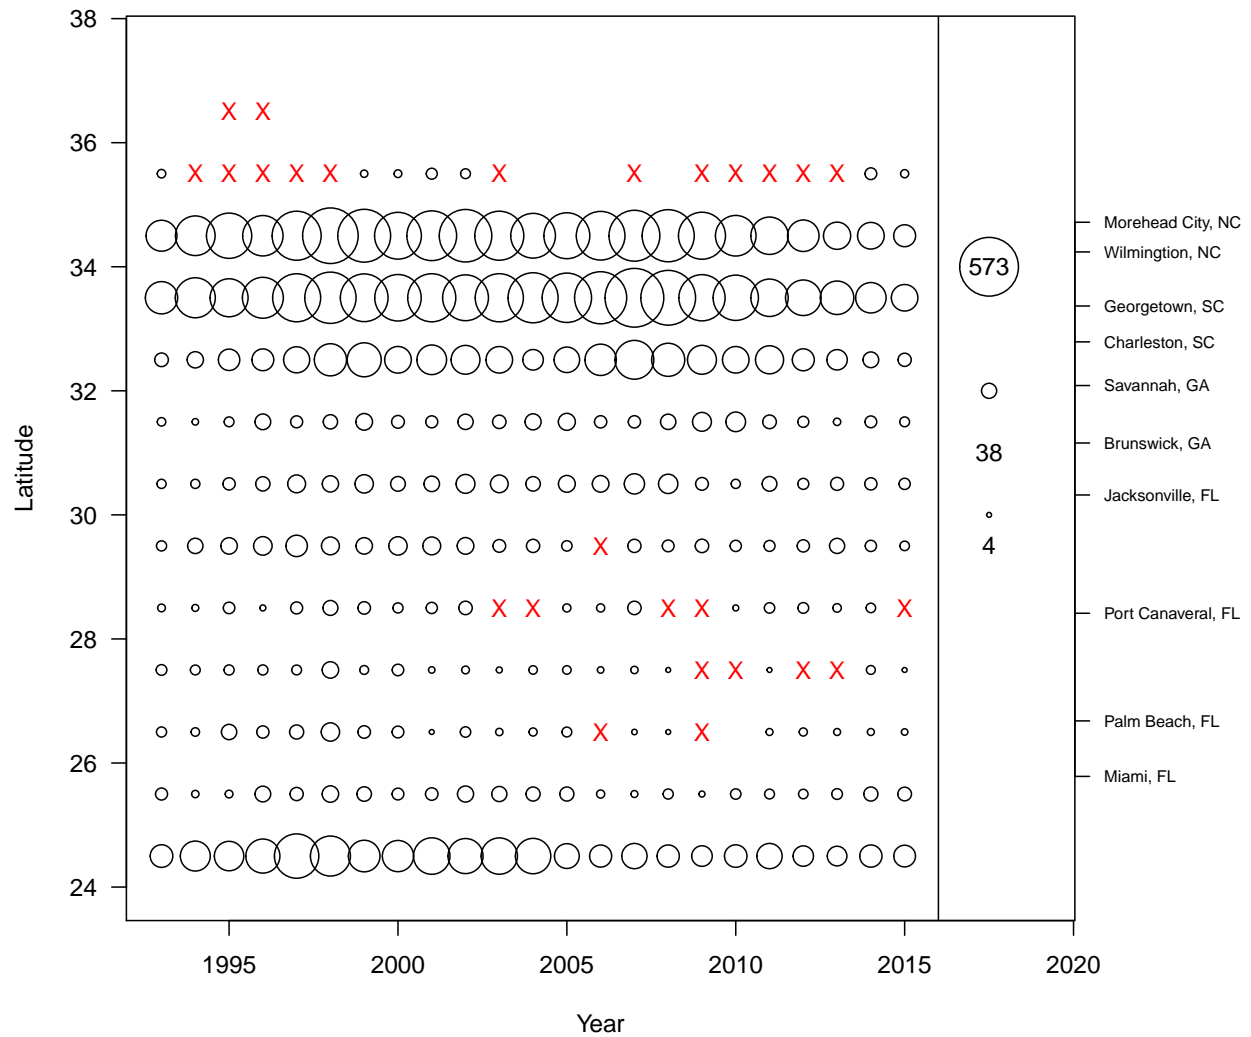 38
X X
36
X X X X X X X X X X X X
Morehead City, NC
Wilmington, NC
34
573
Georgetown, SC
Charleston, SC
32
Savannah, GA
Brunswick, GA
38
Jacksonville, FL
30
X
4
X X X X X
Port Canaveral, FL
28
X X X X
X X
Palm Beach, FL
26
Miami, FL
24
Latitude
1995 2000 2005 2010 2015 2020
Year